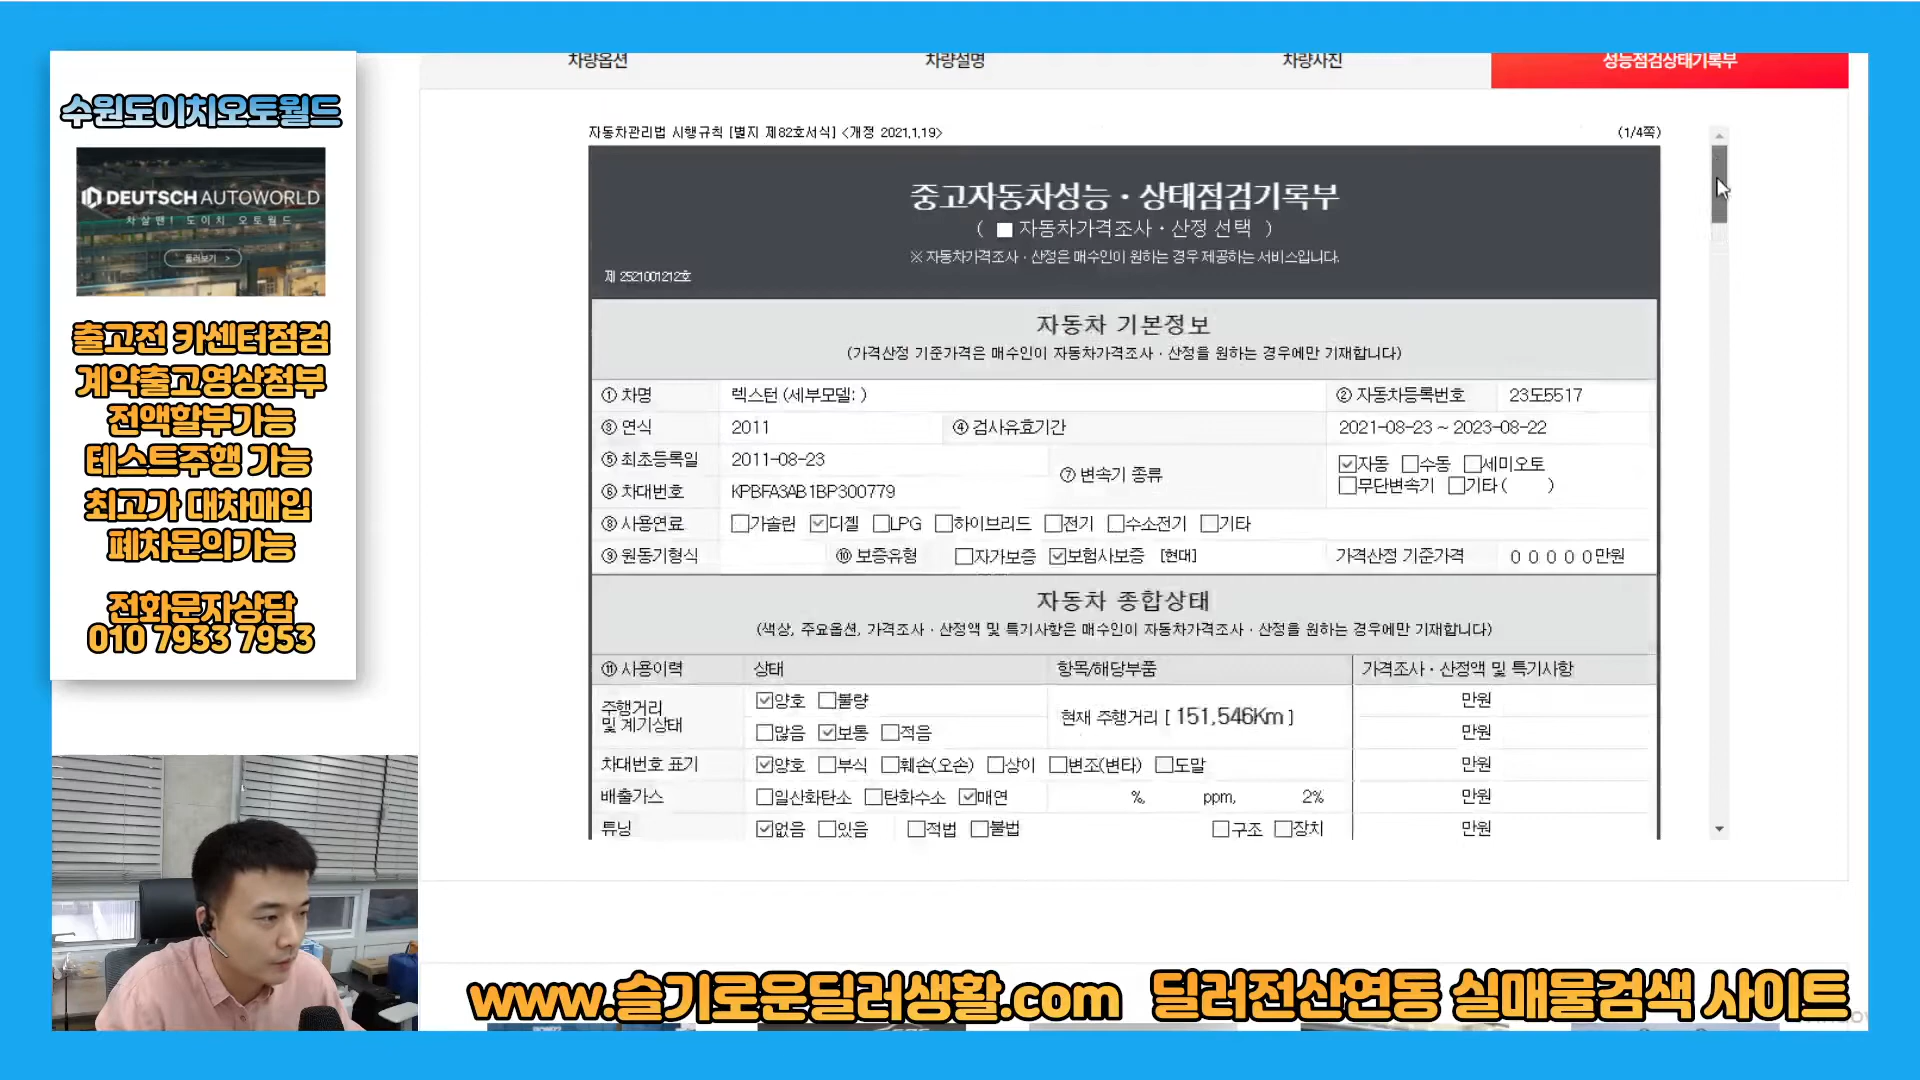 차량옵션
차량설명
차량사진
성능점검상태기록부
수원도이치오토월드
DEUTSCH AUTOWORLD
차 살 땐! 도 이 치 오 토 월 드
둘러보기 >
출고전 카센터점검
계약출고영상첨부
전액할부가능
테스트주행 가능
최고가 대차매입
폐차문의가능
전화문자상담
010 7933 7953
자동차관리법 시행규칙 [별지 제82호서식] <개정 2021.1.19>
(1/4쪽)
중고자동차성능·상태점검기록부
( ■ 자동차가격조사·산정 선택 )
※ 자동차가격조사·산정은 매수인이 원하는 경우 제공하는 서비스입니다.
제 2521001212호
자동차 기본정보
(가격산정 기준가격은 매수인이 자동차가격조사·산정을 원하는 경우에만 기재합니다)
① 차명 렉스턴 (세부모델: ) ② 자동차등록번호 23도5517
③ 연식 2011 ④ 검사유효기간 2021-08-23 ~ 2023-08-22
⑤ 최초등록일 2011-08-23
⑦ 변속기 종류 ☑자동 ☐수동 ☐세미오토
☐무단변속기 ☐기타 ( )
⑥ 차대번호 KPBFA3AB1BP300779
⑧ 사용연료 ☐가솔린 ☑디젤 ☐LPG ☐하이브리드 ☐전기 ☐수소전기 ☐기타
⑨ 원동기형식 ⑩ 보증유형 ☐자가보증 ☑보험사보증 [현대] 가격산정 기준가격 0 0 0 0 0만원
자동차 종합상태
(색상, 주요옵션, 가격조사·산정액 및 특기사항은 매수인이 자동차가격조사·산정을 원하는 경우에만 기재합니다)
⑪ 사용이력 상태 항목/해당부품 가격조사·산정액 및 특기사항
주행거리
및 계기상태
☑양호 ☐불량 만원
현재 주행거리 [ 151,546Km ]
☐많음 ☑보통 ☐적음 만원
차대번호 표기 ☑양호 ☐부식 ☐훼손(오손) ☐상이 ☐변조(변타) ☐도말 만원
배출가스 ☐일산화탄소 ☐탄화수소 ☑매연 %, ppm, 2% 만원
튜닝 ☑없음 ☐있음 ☐적법 ☐불법 ☐구조 ☐장치 만원
www.슬기로운딜러생활.com 딜러전산연동 실매물검색 사이트